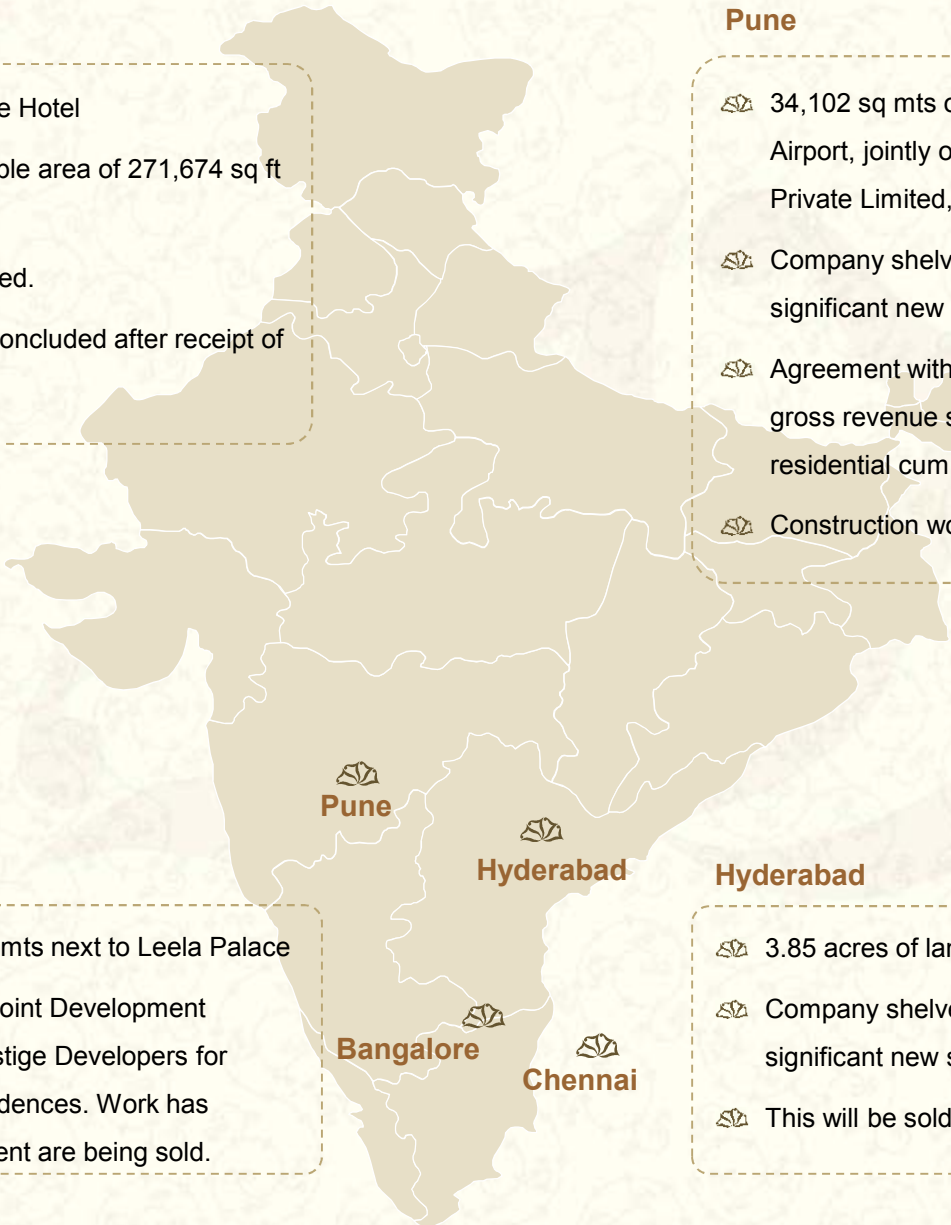 e Hotel
ble area of 271,674 sq ft
ed.
oncluded after receipt of
Pune
34,102 sq mts
Airport, jointly
Private Limited,
Company shelv
significant new
Agreement with
gross revenue
residential cum
Construction
Pune
Hyderabad
Bangalore
Chennai
mts next to Leela Palace
oint Development
stige Developers for
dences. Work has
ent are being sold.
Hyderabad
3.85 acres of
Company shelve
significant new
This will be sold